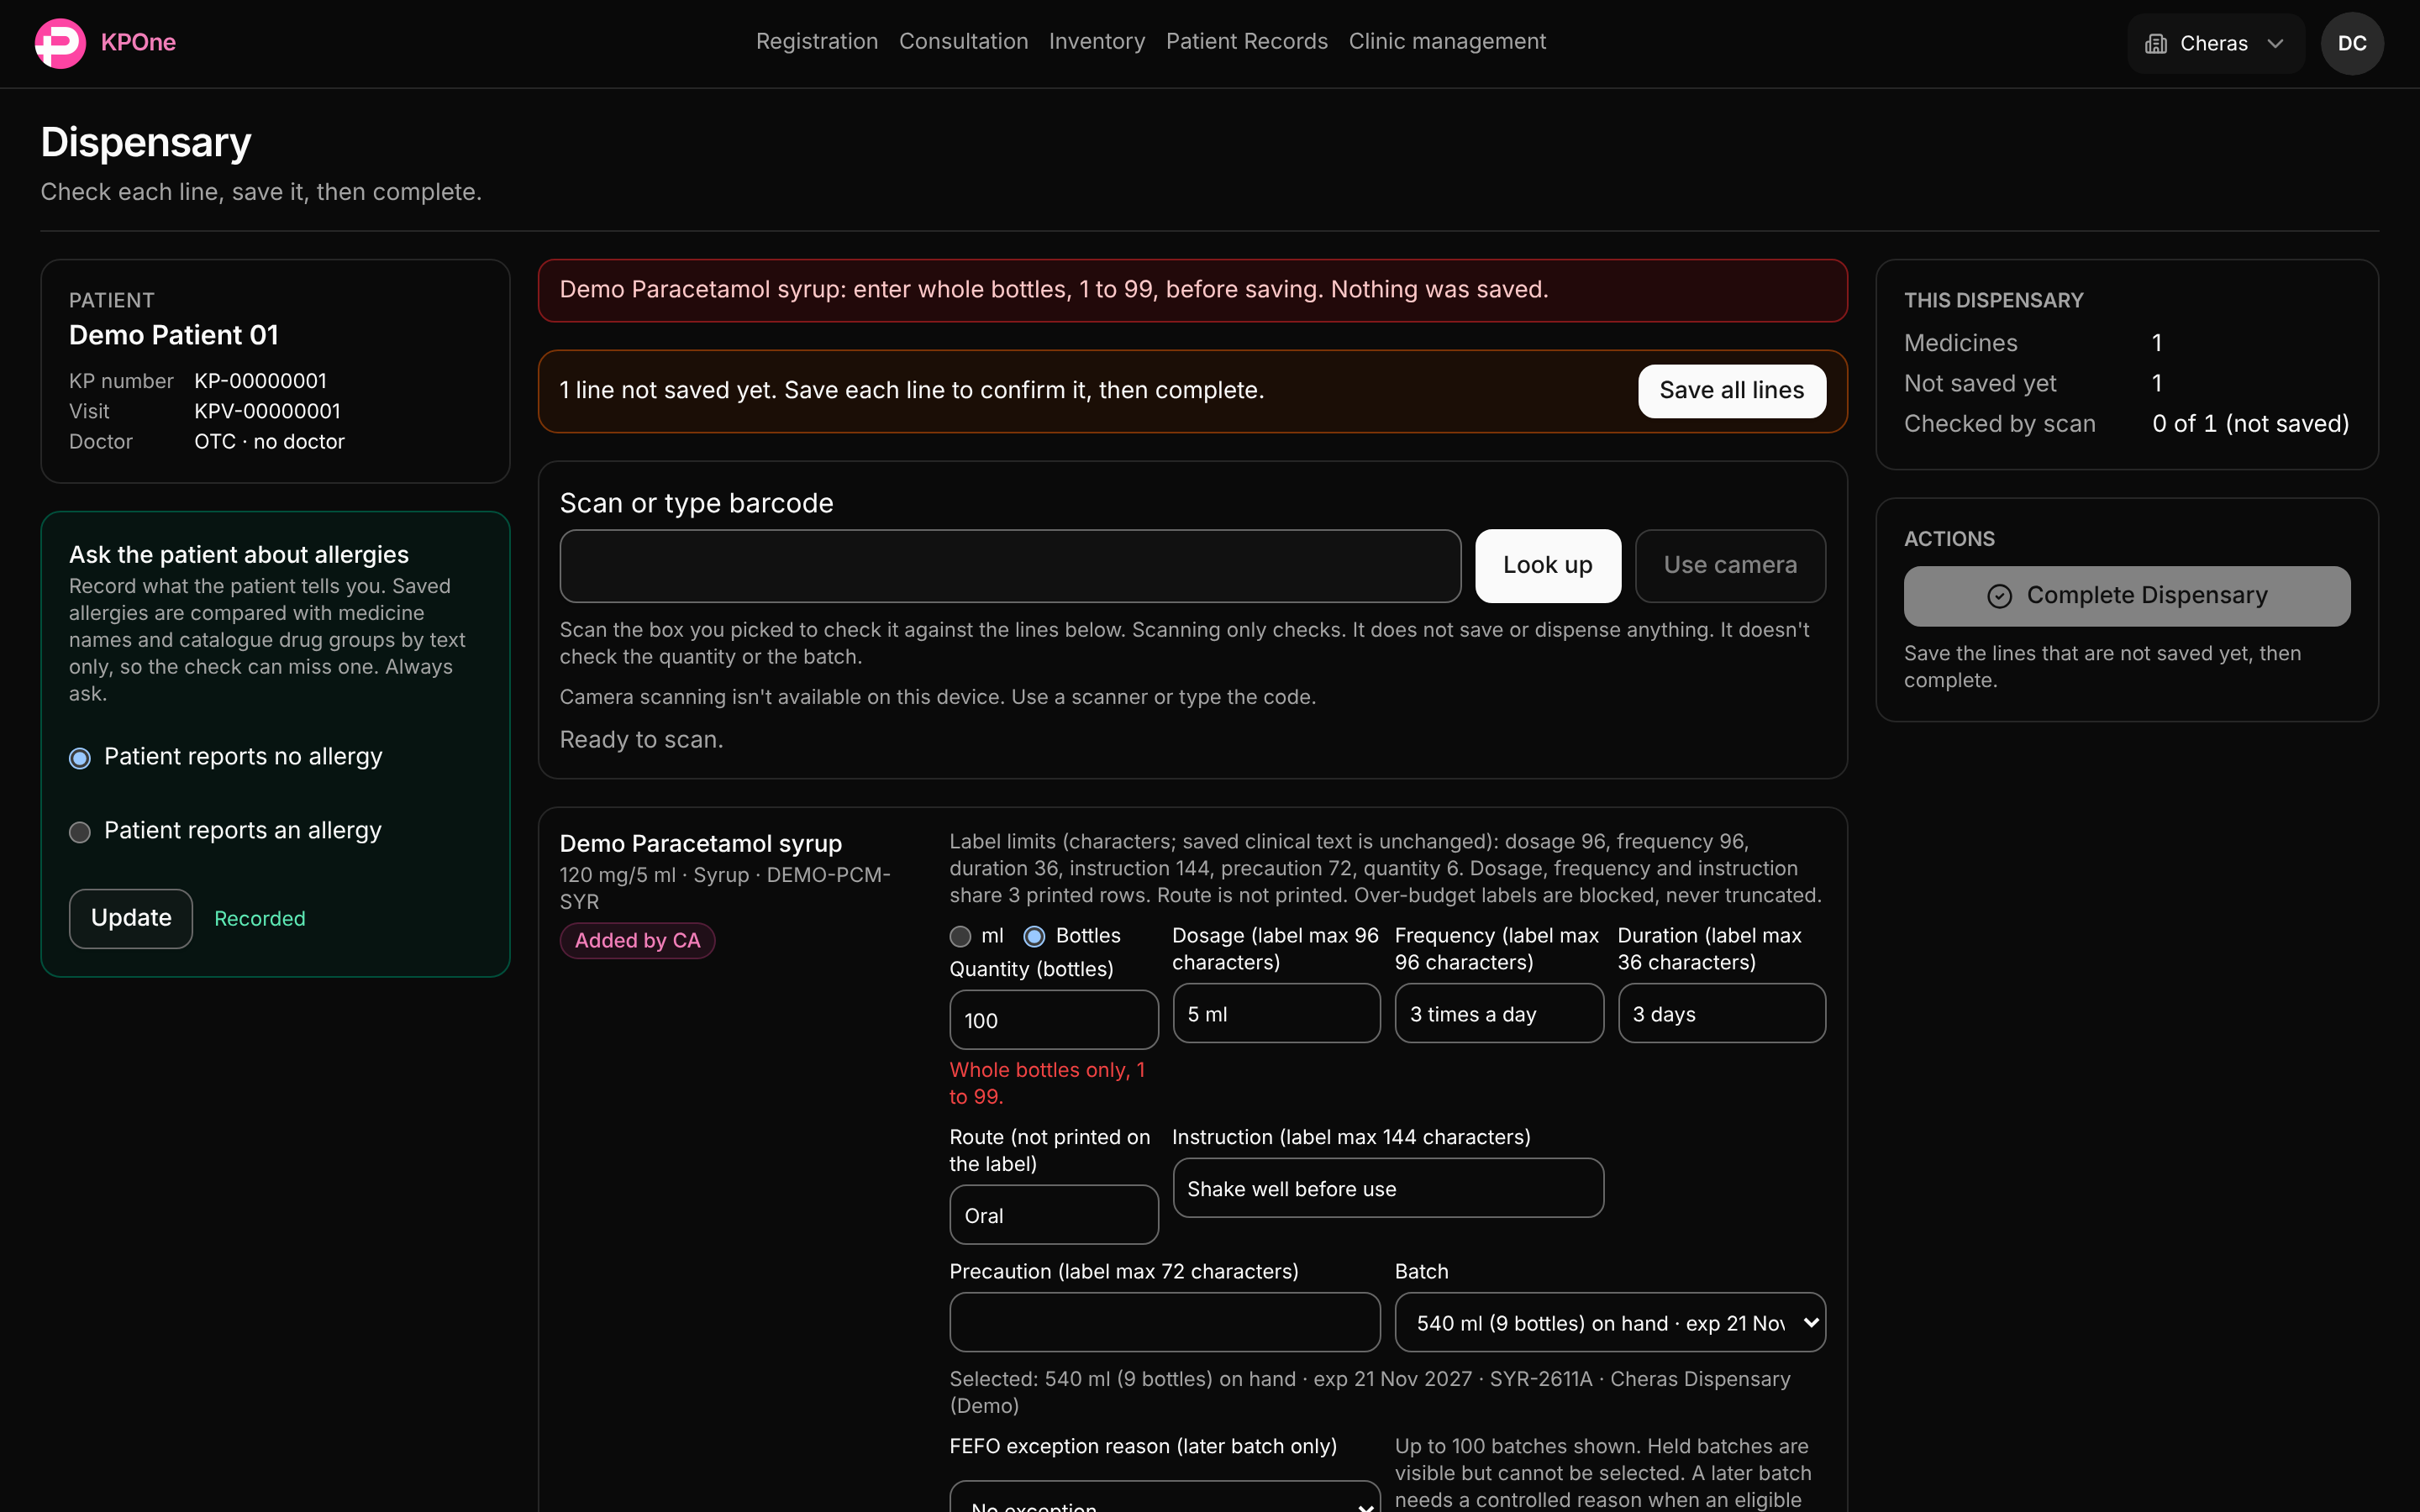 KPOne
Registration
Consultation
Inventory
Patient Records
Clinic management
Cheras
DC
Dispensary
Check each line, save it, then complete.
PATIENT
Demo Patient 01
KP number KP-00000001
Visit KPV-00000001
Doctor OTC · no doctor
Ask the patient about allergies
Record what the patient tells you. Saved
allergies are compared with medicine
names and catalogue drug groups by text
only, so the check can miss one. Always
ask.
Patient reports no allergy
Patient reports an allergy
Update
Recorded
Demo Paracetamol syrup: enter whole bottles, 1 to 99, before saving. Nothing was saved.
1 line not saved yet. Save each line to confirm it, then complete.
Save all lines
Scan or type barcode
Look up
Use camera
Scan the box you picked to check it against the lines below. Scanning only checks. It does not save or dispense anything. It doesn't
check the quantity or the batch.
Camera scanning isn't available on this device. Use a scanner or type the code.
Ready to scan.
Demo Paracetamol syrup
120 mg/5 ml · Syrup · DEMO-PCM-
SYR
Added by CA
Label limits (characters; saved clinical text is unchanged): dosage 96, frequency 96,
duration 36, instruction 144, precaution 72, quantity 6. Dosage, frequency and instruction
share 3 printed rows. Route is not printed. Over-budget labels are blocked, never truncated.
ml
Bottles
Quantity (bottles)
100
Whole bottles only, 1
to 99.
Dosage (label max 96
characters)
5 ml
Frequency (label max
96 characters)
3 times a day
Duration (label max
36 characters)
3 days
Route (not printed on
the label)
Oral
Instruction (label max 144 characters)
Shake well before use
Precaution (label max 72 characters)
Batch
540 ml (9 bottles) on hand · exp 21 Nov
Selected: 540 ml (9 bottles) on hand · exp 21 Nov 2027 · SYR-2611A · Cheras Dispensary
(Demo)
FEFO exception reason (later batch only)
No exception
Up to 100 batches shown. Held batches are
visible but cannot be selected. A later batch
needs a controlled reason when an eligible
THIS DISPENSARY
Medicines 1
Not saved yet 1
Checked by scan 0 of 1 (not saved)
ACTIONS
Complete Dispensary
Save the lines that are not saved yet, then
complete.